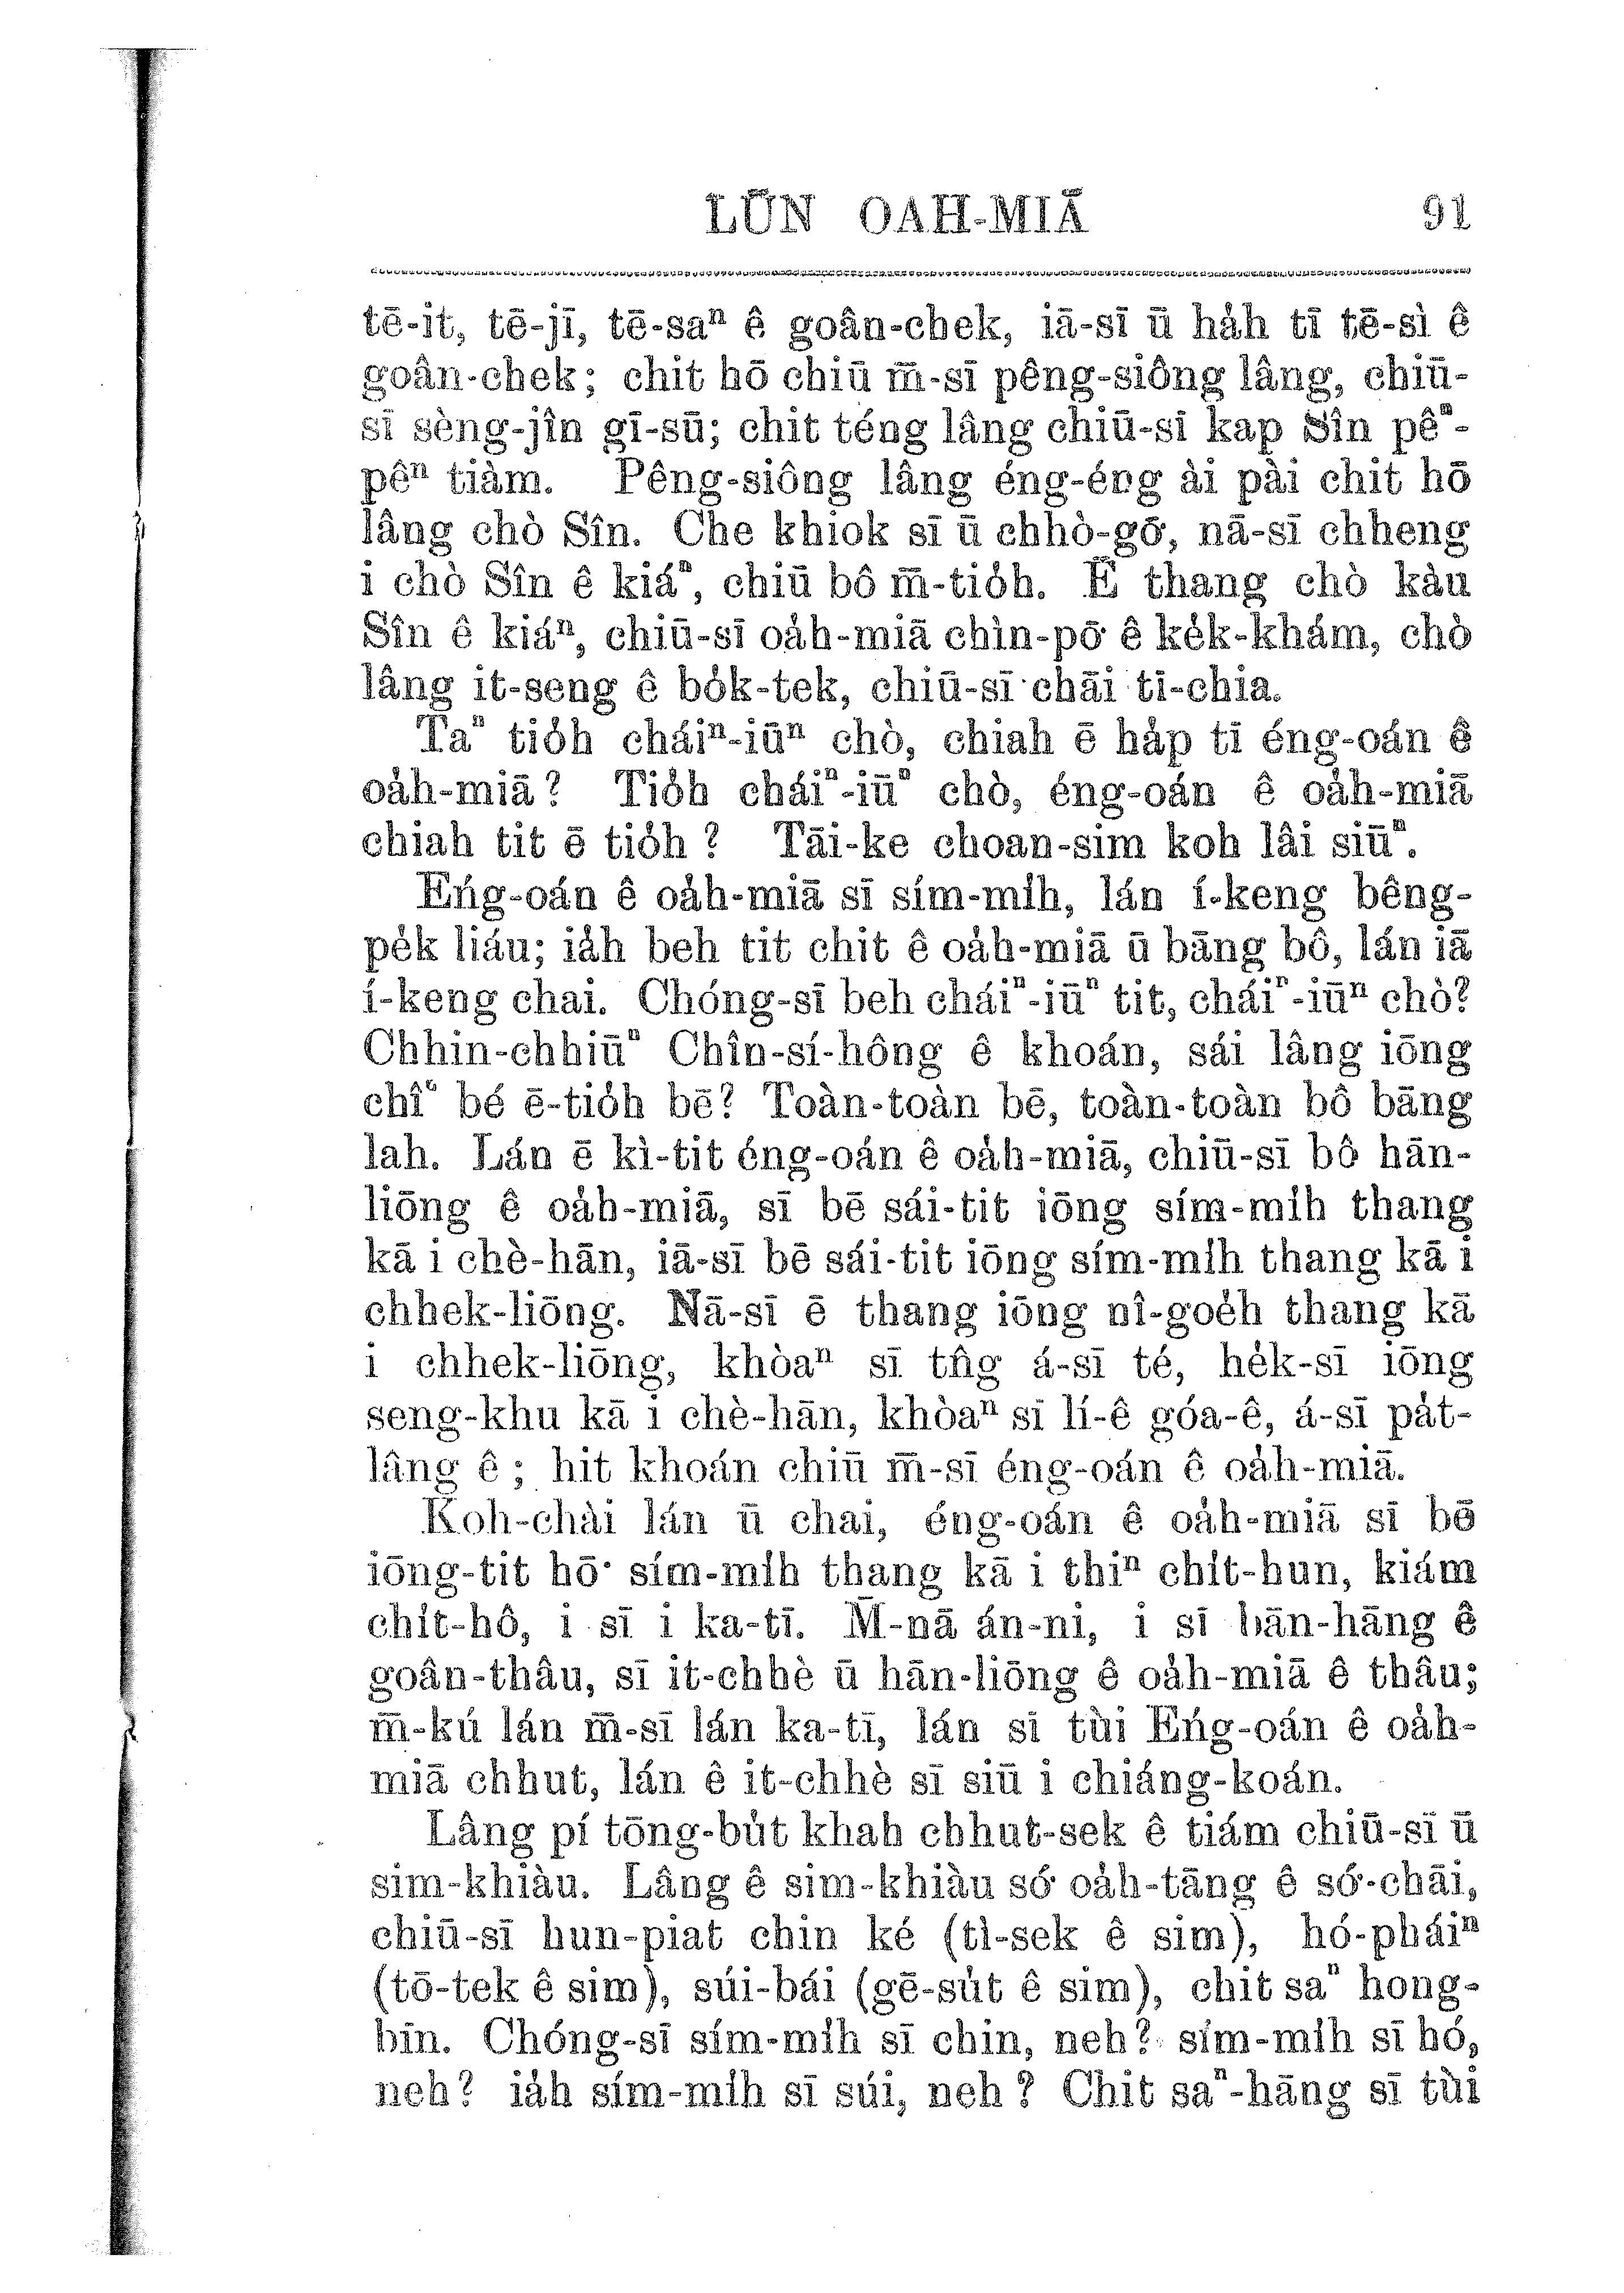 LŪN OAH-MIĀ 91
tē-it, tē-jī, tē-saⁿ ê goân-chek, iā-sī ū ha̍h tī tē-sì ê
goân-chek; chit hō chiū m̄-sī pêng-siông lâng, chiū-
sī sèng-jîn gī-sū; chit téng lâng chiū-sī kap Sîn pêⁿ-
pêⁿ tiàm. Pêng-siông lâng éng-éng ài pài chit hō
lâng chò Sîn. Che khiok sī ū chhò-gō͘, nā-sī chheng
i chò Sîn ê kiáⁿ, chiū bô m̄-tio̍h. Ē thang chò kàu
Sîn ê kiáⁿ, chiū-sī oa̍h-miā chìn-pō͘ ê ke̍k-khám, chò
lâng it-seng ê bo̍k-tek, chiū-sī chāi tī-chia.
Taⁿ tio̍h cháiⁿ-iūⁿ chò, chiah ē ha̍p tī éng-oán ê
oa̍h-miā? Tio̍h cháiⁿ-iūⁿ chò, éng-oán ê oa̍h-miā
chiah tit ē tio̍h? Tāi-ke choan-sim koh lâi siūⁿ.
Éng-oán ê oa̍h-miā sī sím-mi̍h, lán í-keng bêng-
pe̍k liáu; ia̍h beh tit chit ê oa̍h-miā ū bāng bô, lán iā
í-keng chai. Chóng-sī beh cháiⁿ-iūⁿ tit, cháiⁿ-iūⁿ chò?
Chhin-chhiūⁿ Chîn-sí-hông ê khoán, sái lâng iōng
chîⁿ bé ē-tio̍h bē? Toàn-toàn bē, toàn-toàn bô bāng
lah. Lán ē kì-tit éng-oán ê oa̍h-miā, chiū-sī bô hān-
liōng ê oa̍h-miā, sī bē sái-tit iōng sím-mi̍h thang
kā i chè-hān, iā-sī bē sái-tit iōng sím-mi̍h thang kā i
chhek-liōng. Nā-sī ē thang iōng nî-goe̍h thang kā
i chhek-liōng, khòaⁿ sī tn̂g á-sī té, he̍k-sī iōng
seng-khu kā i chè-hān, khòaⁿ sī lí-ê góa-ê, á-sī pa̍t-
lâng ê; hit khoán chiū m̄-sī éng-oán ê oa̍h-miā.
Koh-chài lán ū chai, éng-oán ê oa̍h-miā sī bē
iōng-tit hō͘ sím-mi̍h thang kā i thiⁿ chi̍t-hun, kiám
chi̍t-hô, i sī i ka-tī. M̄-nā án-ni, i sī bān-hāng ê
goân-thâu, sī it-chhè ū hān-liōng ê oa̍h-miā ê thâu;
m̄-kú lán m̄-sī lán ka-tī, lán sī tùi Éng-oán ê oa̍h-
miā chhut, lán ê it-chhè sī siū i chiáng-koán.
Lâng pí tōng-bu̍t khah chhut-sek ê tiám chiū-sī ū
sim-khiàu. Lâng ê sim-khiàu só͘ oa̍h-tāng ê só͘-chāi,
chiū-sī hun-piat chin ké (tì-sek ê sim), hó-pháiⁿ
(tō-tek ê sim), súi-bái (gē-su̍t ê sim), chit saⁿ hong-
bīn. Chóng-sī sím-mi̍h sī chin, neh? sím-mi̍h sī hó,
neh? ia̍h sím-mi̍h sī súi, neh? Chit saⁿ-hāng sī tùi